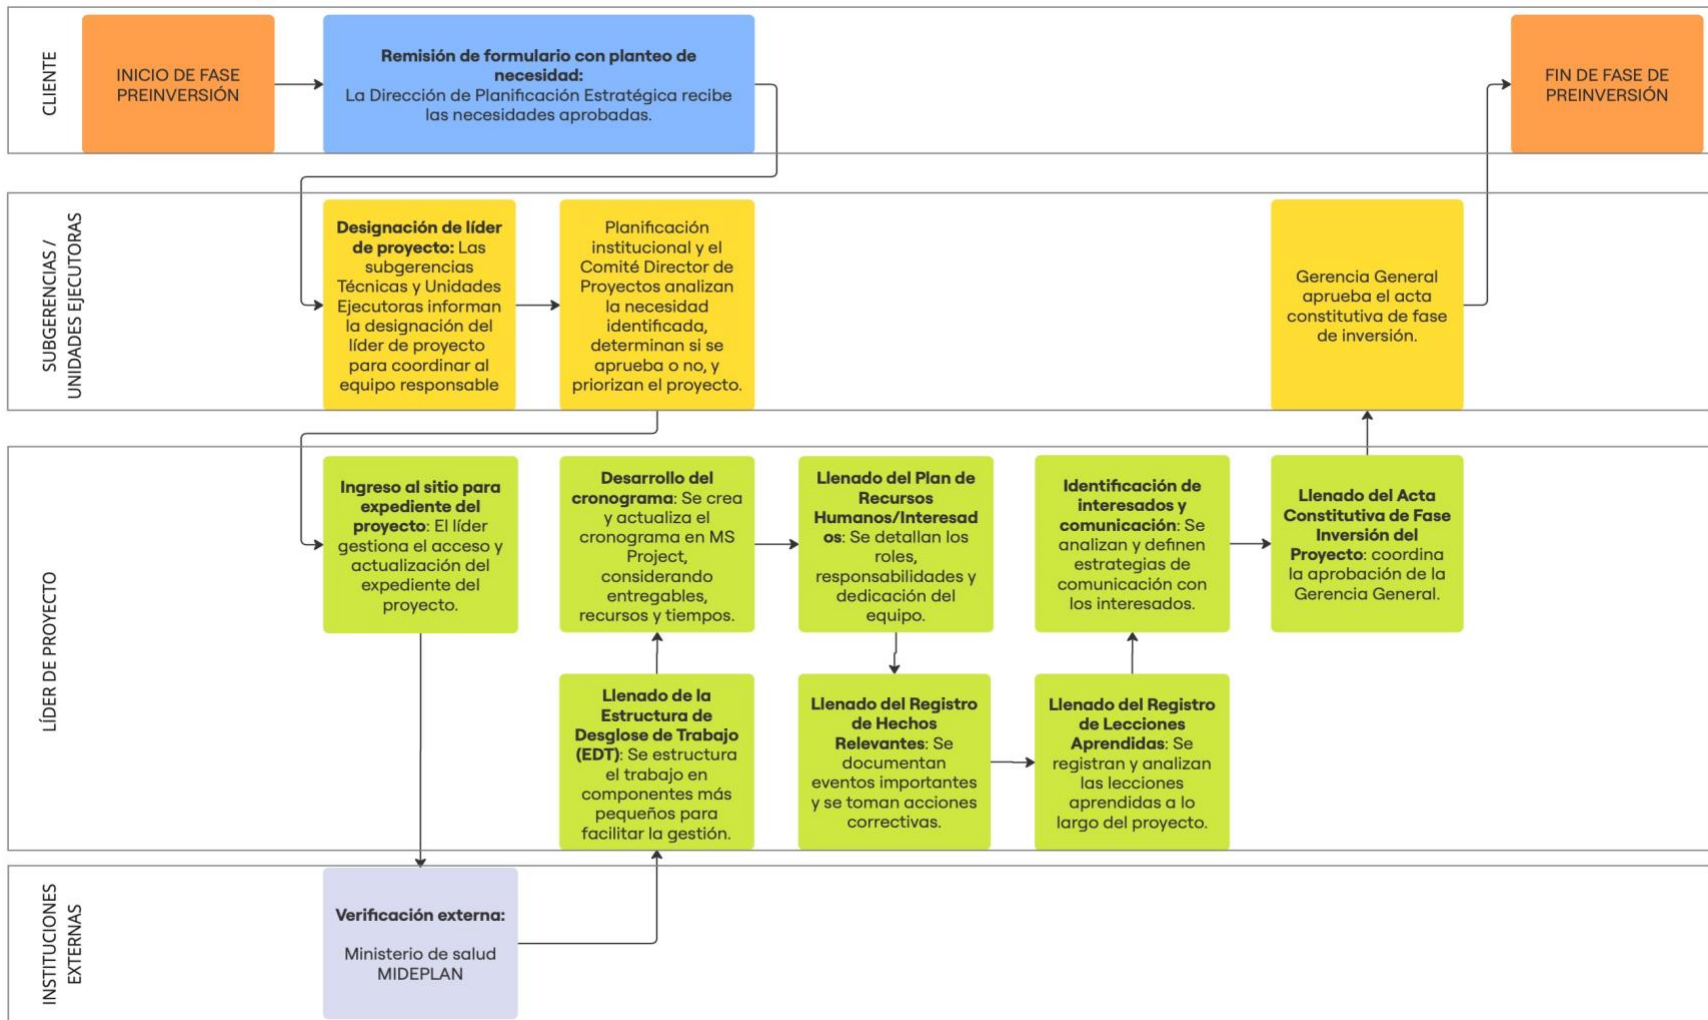 CLIENTE
INICIO DE FASE
PREINVERSIÓN
Remisión de formulario con planteo de
necesidad:
La Dirección de Planificación Estratégica recibe
las necesidades aprobadas.
FIN DE FASE DE
PREINVERSIÓN
SUBGERENCIAS /
UNIDADES EJECUTORAS
Designación de líder
de proyecto: Las
subgerencias
Técnicas y Unidades
Ejecutoras informan
la designación del
líder de proyecto
para coordinar al
equipo responsable
Planificación
institucional y el
Comité Director de
Proyectos analizan
la necesidad
identificada,
determinan si se
aprueba o no, y
priorizan el proyecto.
Gerencia General
aprueba el acta
constitutiva de fase
de inversión.
LÍDER DE PROYECTO
Ingreso al sitio para
expediente del
proyecto: El líder
gestiona el acceso y
actualización del
expediente del
proyecto.
Desarrollo del
cronograma: Se crea
y actualiza el
cronograma en MS
Project,
considerando
entregables,
recursos y tiempos.
Llenado del Plan de
Recursos
Humanos/Interesad
os: Se detallan los
roles,
responsabilidades y
dedicación del
equipo.
Identificación de
interesados y
comunicación: Se
analizan y definen
estrategias de
comunicación con
los interesados.
Llenado del Acta
Constitutiva de Fase
Inversión del
Proyecto: coordina
la aprobación de la
Gerencia General.
Llenado de la
Estructura de
Desglose de Trabajo
(EDT): Se estructura
el trabajo en
componentes más
pequeños para
facilitar la gestión.
Llenado del Registro
de Hechos
Relevantes: Se
documentan
eventos importantes
y se toman acciones
correctivas.
Llenado del Registro
de Lecciones
Aprendidas: Se
registran y analizan
las lecciones
aprendidas a lo
largo del proyecto.
INSTITUCIONES
EXTERNAS
Verificación externa:
Ministerio de salud
MIDEPLAN